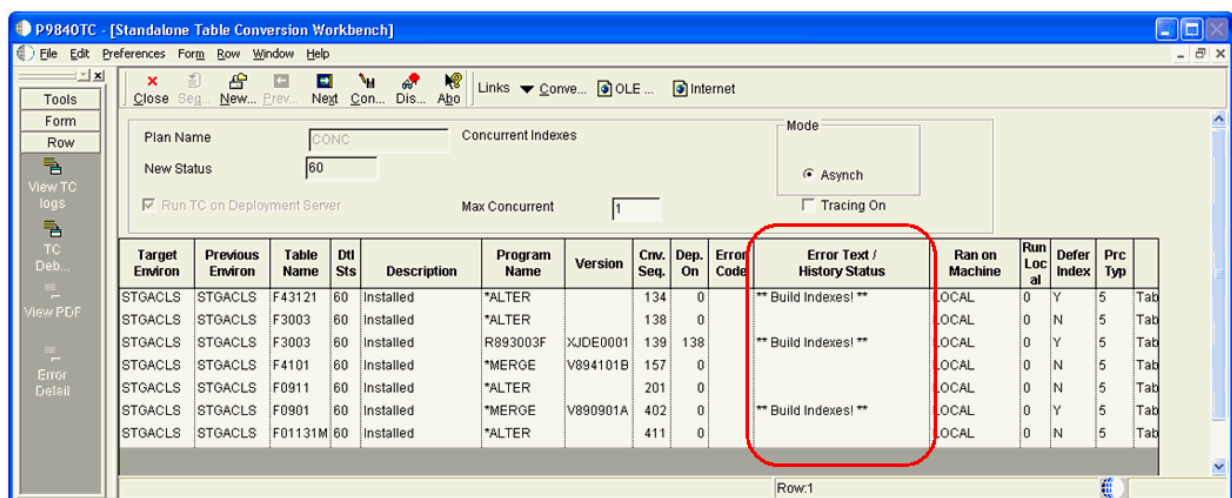 P9840TC - [Standalone Table Conversion Workbench]
File Edit Preferences Form Row Window Help
Tools
Form
Row
View TC logs
TC Deb...
View PDF
Error Detail
Close Seq... New... Prev... Next Con... Dis... Abo Links Conve... OLE ... Internet
Plan Name CONC Concurrent Indexes
New Status 60
Run TC on Deployment Server Max Concurrent 1
Mode
Asynch
Tracing On
Target Environ Previous Environ Table Name Dtl Sts Description Program Name Version Cnv. Seq. Dep. On Error Code Error Text / History Status Ran on Machine Run Loc al Defer Index Prc Typ
STGACLS STGACLS F43121 60 Installed *ALTER 134 0 ** Build Indexes! ** LOCAL 0 Y 5 Tab
STGACLS STGACLS F3003 60 Installed *ALTER 138 0 LOCAL 0 N 5 Tab
STGACLS STGACLS F3003 60 Installed R893003F XJDE0001 139 138 ** Build Indexes! ** LOCAL 0 Y 5 Tab
STGACLS STGACLS F4101 60 Installed *MERGE V894101B 157 0 LOCAL 0 N 5 Tab
STGACLS STGACLS F0911 60 Installed *ALTER 201 0 LOCAL 0 N 5 Tab
STGACLS STGACLS F0901 60 Installed *MERGE V890901A 402 0 ** Build Indexes! ** LOCAL 0 Y 5 Tab
STGACLS STGACLS F01131M 60 Installed *ALTER 411 0 LOCAL 0 N 5 Tab
Row:1